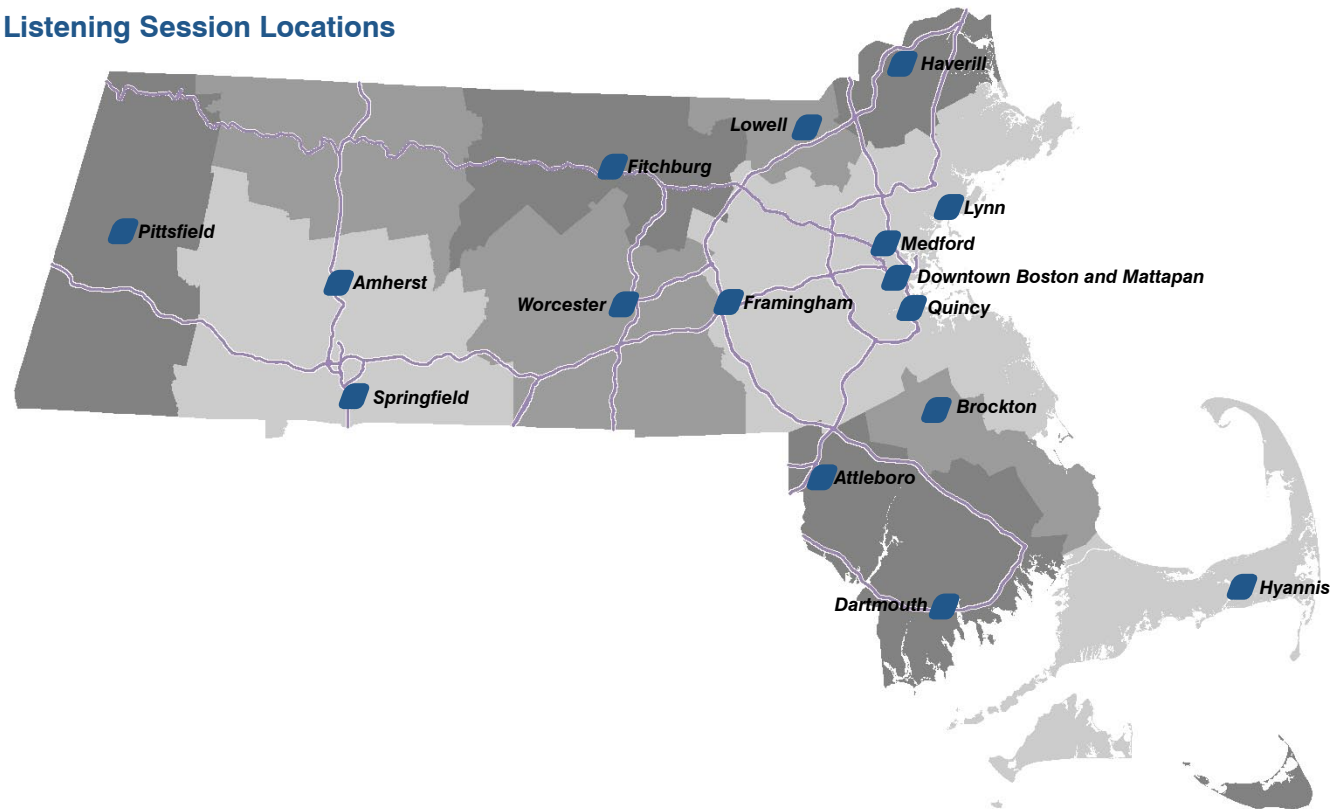 Listening Session Locations
Haverill
Lowell
Fitchburg
Lynn
Pittsfield
Medford
Amherst
Downtown Boston and Mattapan
Worcester
Framingham
Quincy
Springfield
Brockton
Attleboro
Hyannis
Dartmouth